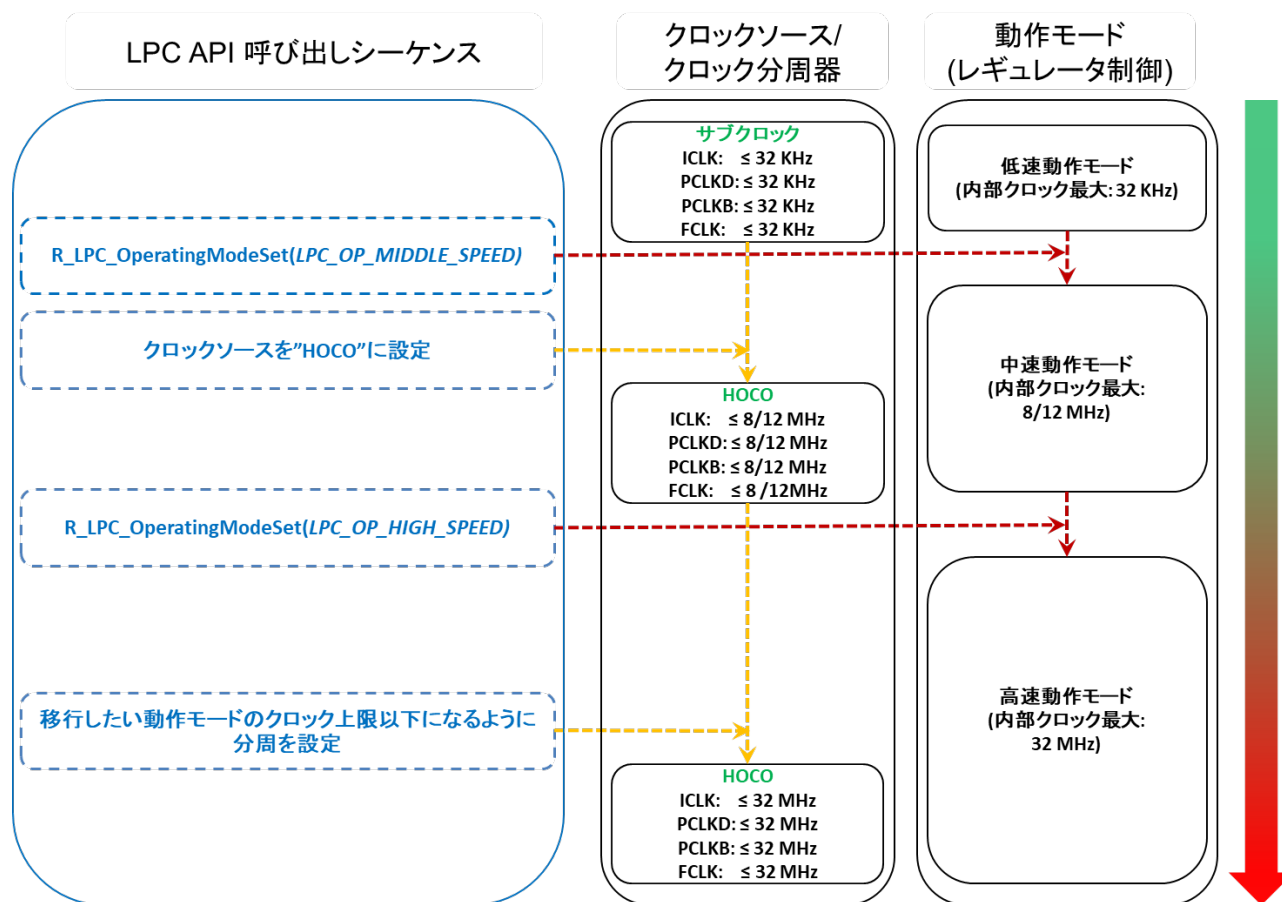 LPC API 呼び出しシーケンス
クロックソース/
クロック分周器
動作モード
(レギュレータ制御)
サブクロック
ICLK: ≤ 32 KHz
PCLKD: ≤ 32 KHz
PCLKB: ≤ 32 KHz
FCLK: ≤ 32 KHz
低速動作モード
(内部クロック最大: 32 KHz)
R_LPC_OperatingModeSet(LPC_OP_MIDDLE_SPEED)
クロックソースを”HOCO”に設定
中速動作モード
(内部クロック最大:
8/12 MHz)
HOCO
ICLK: ≤ 8/12 MHz
PCLKD: ≤ 8/12 MHz
PCLKB: ≤ 8/12 MHz
FCLK: ≤ 8 /12MHz
R_LPC_OperatingModeSet(LPC_OP_HIGH_SPEED)
移行したい動作モードのクロック上限以下になるように
分周を設定
高速動作モード
(内部クロック最大:
32 MHz)
HOCO
ICLK: ≤ 32 MHz
PCLKD: ≤ 32 MHz
PCLKB: ≤ 32 MHz
FCLK: ≤ 32 MHz